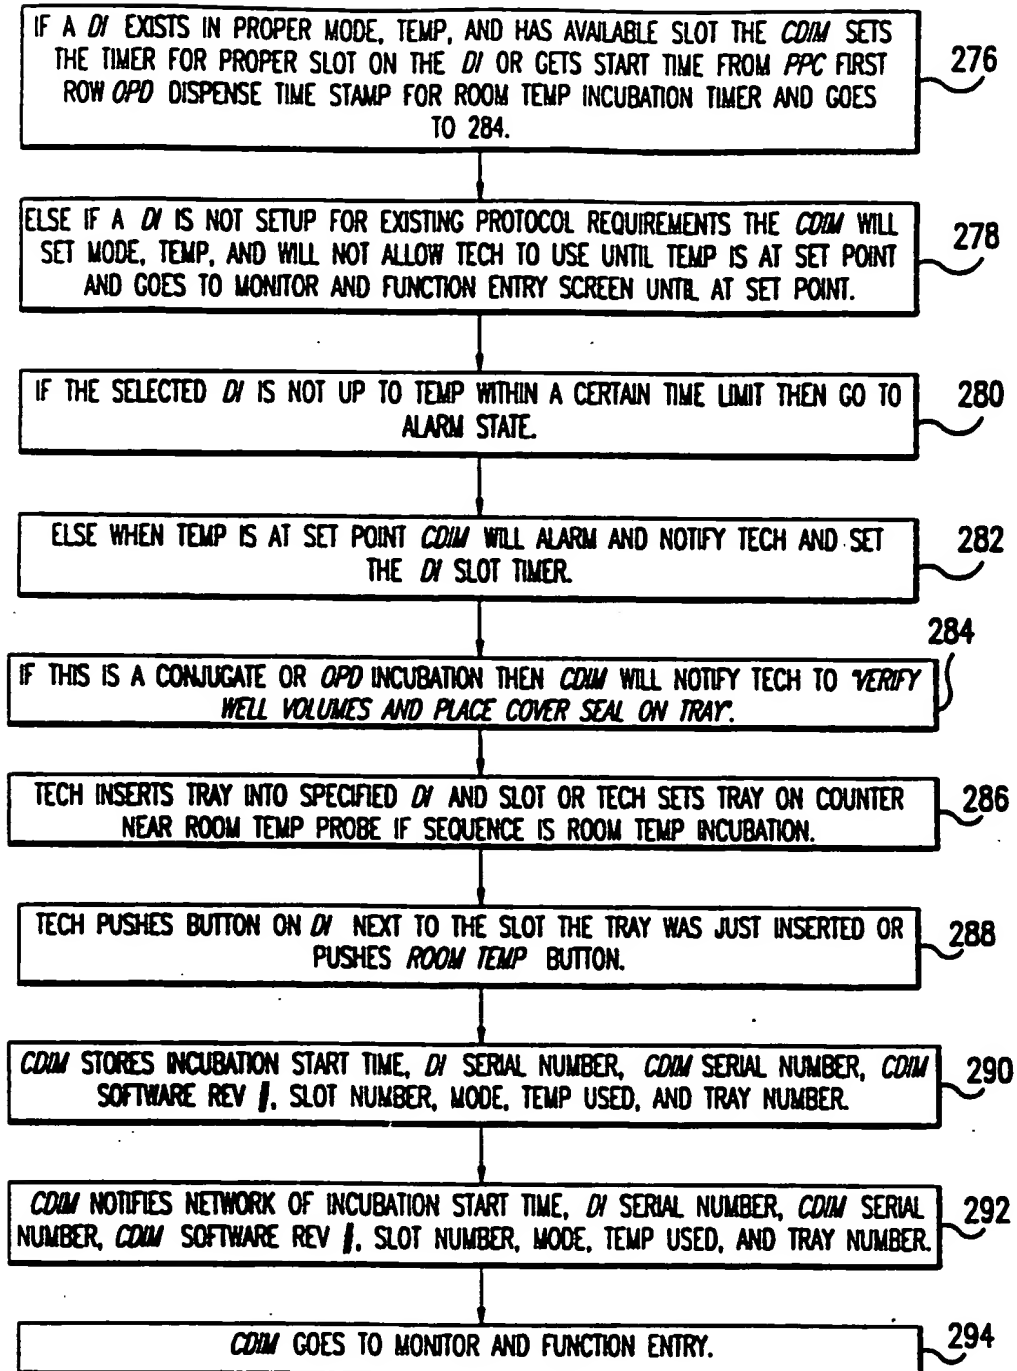 IF A DI EXISTS IN PROPER MODE, TEMP, AND HAS AVAILABLE SLOT THE CDIM SETS
THE TIMER FOR PROPER SLOT ON THE DI OR GETS START TIME FROM PPC FIRST
ROW OPD DISPENSE TIME STAMP FOR ROOM TEMP INCUBATION TIMER AND GOES
TO 284.
276
ELSE IF A DI IS NOT SETUP FOR EXISTING PROTOCOL REQUIREMENTS THE CDIM WILL
SET MODE, TEMP, AND WILL NOT ALLOW TECH TO USE UNTIL TEMP IS AT SET POINT
AND GOES TO MONITOR AND FUNCTION ENTRY SCREEN UNTIL AT SET POINT.
278
IF THE SELECTED DI IS NOT UP TO TEMP WITHIN A CERTAIN TIME LIMIT THEN GO TO
ALARM STATE.
280
ELSE WHEN TEMP IS AT SET POINT CDIM WILL ALARM AND NOTIFY TECH AND SET
THE DI SLOT TIMER.
282
284
IF THIS IS A CONJUGATE OR OPD INCUBATION THEN CDIM WILL NOTIFY TECH TO "VERIFY
WELL VOLUMES AND PLACE COVER SEAL ON TRAY".
TECH INSERTS TRAY INTO SPECIFIED DI AND SLOT OR TECH SETS TRAY ON COUNTER
NEAR ROOM TEMP PROBE IF SEQUENCE IS ROOM TEMP INCUBATION.
286
TECH PUSHES BUTTON ON DI NEXT TO THE SLOT THE TRAY WAS JUST INSERTED OR
PUSHES ROOM TEMP BUTTON.
288
CDIM STORES INCUBATION START TIME, DI SERIAL NUMBER, CDIM SERIAL NUMBER, CDIM
SOFTWARE REV #, SLOT NUMBER, MODE, TEMP USED, AND TRAY NUMBER.
290
CDIM NOTIFIES NETWORK OF INCUBATION START TIME, DI SERIAL NUMBER, CDIM SERIAL
NUMBER, CDIM SOFTWARE REV #, SLOT NUMBER, MODE, TEMP USED, AND TRAY NUMBER.
292
CDIM GOES TO MONITOR AND FUNCTION ENTRY.
294